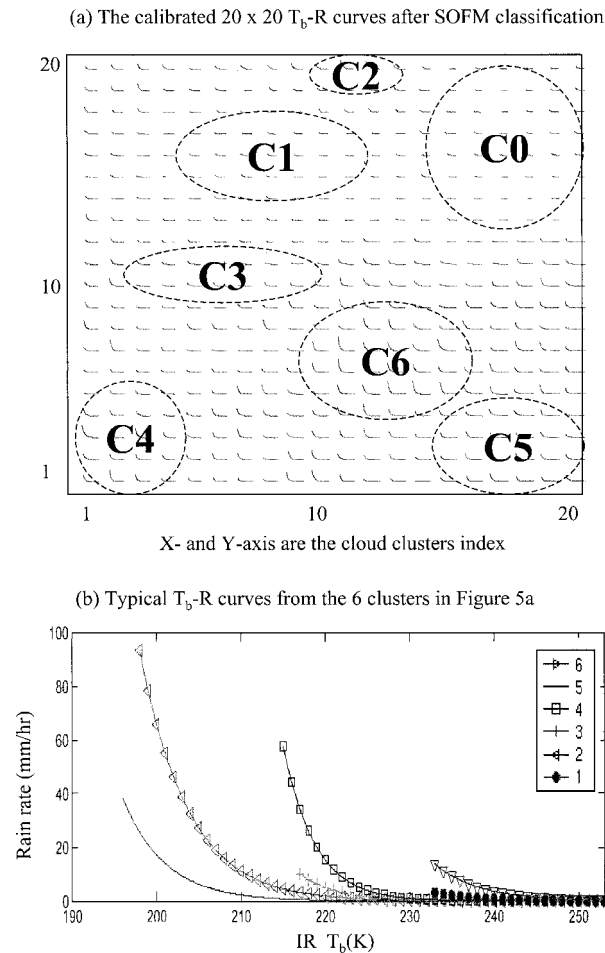 (a) The calibrated 20 x 20 Tb-R curves after SOFM classification
20
C2
C1
C0
C3
10
C6
C4
C5
1
1 10 20
X- and Y-axis are the cloud clusters index
(b) Typical Tb-R curves from the 6 clusters in Figure 5a
100
80
60
40
20
0
Rain rate (mm/hr)
6
5
4
3
2
1
190 200 210 220 230 240 250
IR Tb(K)